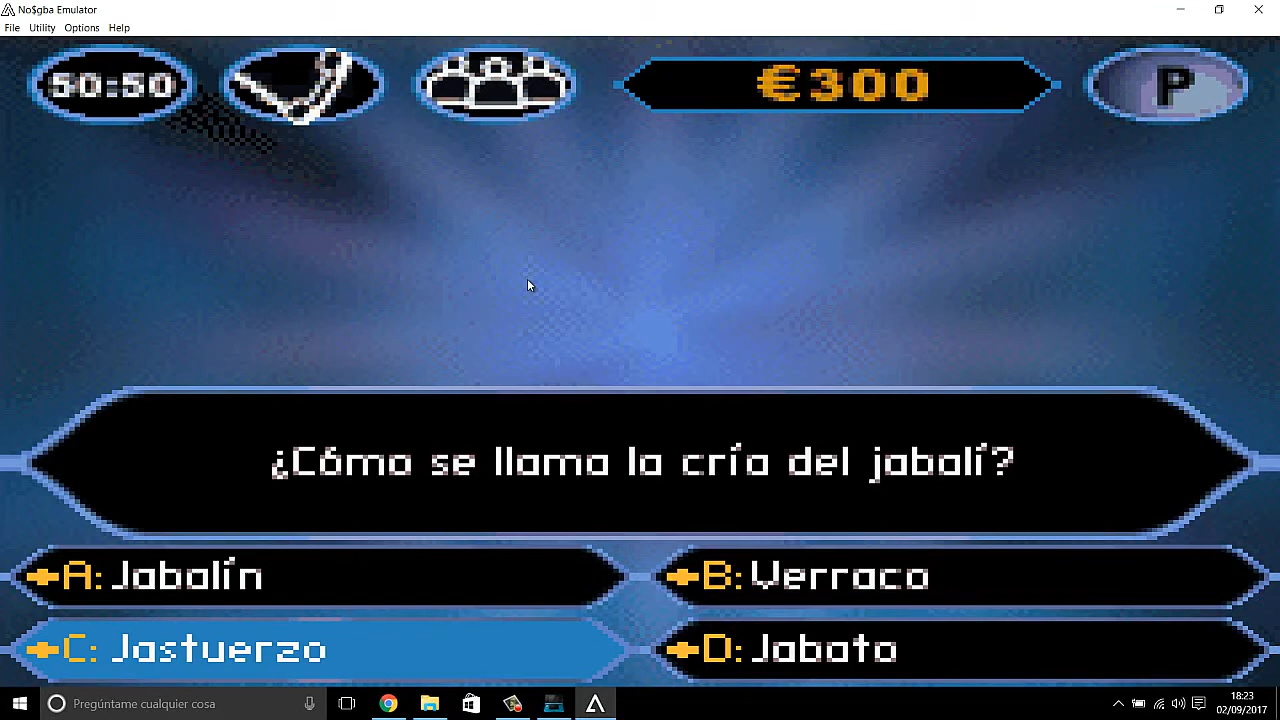 No$gba Emulator
File Utility Options Help
50:50
€300
P
¿Cómo se llama la cría del jabalí?
A: Jabalín
B: Verraco
C: Jastuerzo
D: Jabato
Pregúntame cualquier cosa
18:23
02/09/2017